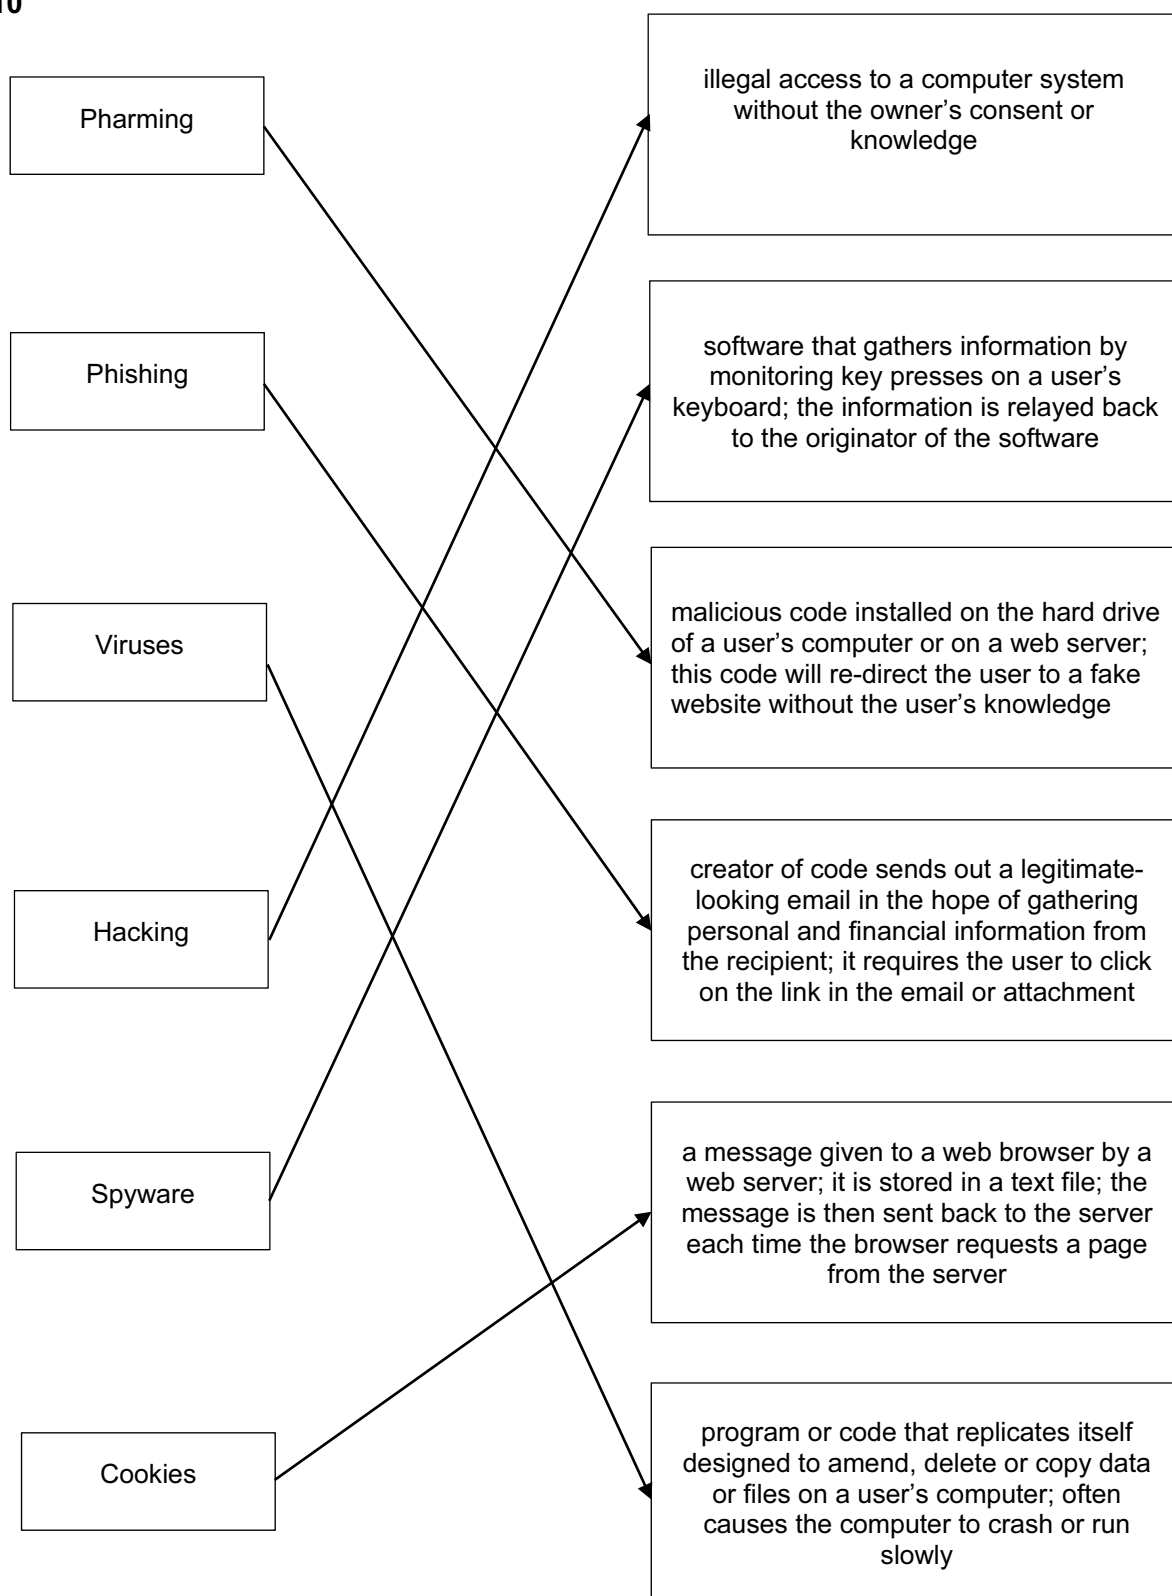 10
Pharming
illegal access to a computer system
without the owner’s consent or
knowledge
Phishing
software that gathers information by
monitoring key presses on a user’s
keyboard; the information is relayed back
to the originator of the software
Viruses
malicious code installed on the hard drive
of a user’s computer or on a web server;
this code will re-direct the user to a fake
website without the user’s knowledge
Hacking
creator of code sends out a legitimate-
looking email in the hope of gathering
personal and financial information from
the recipient; it requires the user to click
on the link in the email or attachment
Spyware
a message given to a web browser by a
web server; it is stored in a text file; the
message is then sent back to the server
each time the browser requests a page
from the server
Cookies
program or code that replicates itself
designed to amend, delete or copy data
or files on a user’s computer; often
causes the computer to crash or run
slowly